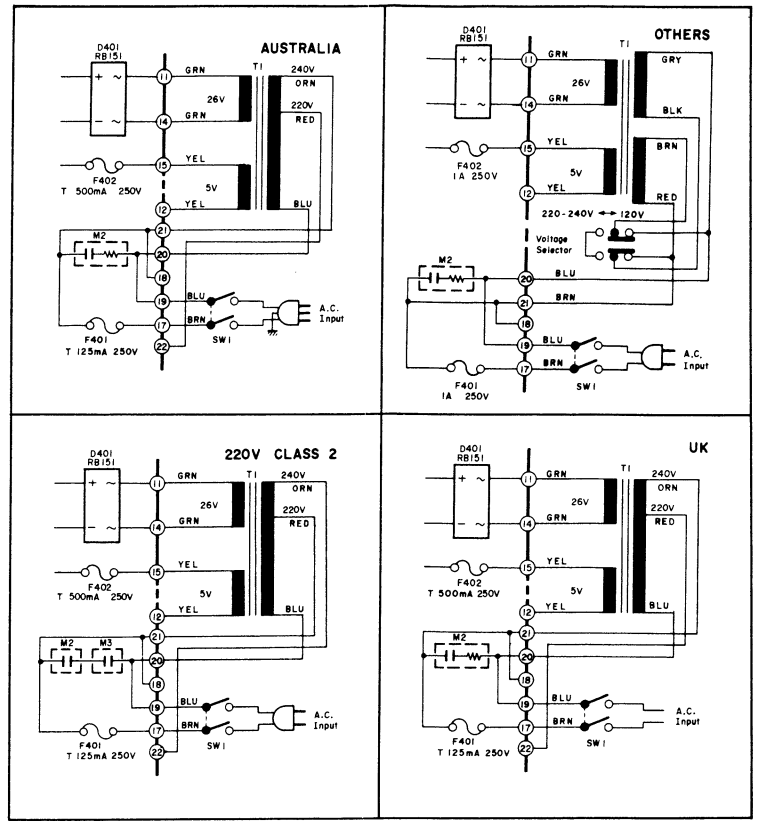 AUSTRALIA
D401
RB151
+ ~
- ~
11
GRN
T1
240V
ORN
26V
220V
RED
14
GRN
15
YEL
F402
T 500mA 250V
5V
12
YEL
BLU
21
M2
20
18
19
BLU
A.C.
Input
17
BRN
F401
T 125mA 250V
SW1
22
OTHERS
D401
RB151
+ ~
- ~
11
GRN
T1
GRY
26V
14
GRN
BLK
15
YEL
BRN
F402
1A 250V
5V
12
YEL
RED
220-240V ↔ 120V
Voltage
Selector
M2
20
BLU
21
BRN
18
19
BLU
A.C.
Input
17
BRN
F401
1A 250V
SW1
220V CLASS 2
D401
RB151
+ ~
- ~
11
GRN
T1
240V
ORN
26V
220V
RED
14
GRN
15
YEL
F402
T 500mA 250V
5V
12
YEL
BLU
21
M2 M3
20
18
19
BLU
A.C.
Input
17
BRN
F401
T 125mA 250V
SW1
22
UK
D401
RB151
+ ~
- ~
11
GRN
T1
240V
ORN
26V
220V
RED
14
GRN
15
YEL
F402
T 500mA 250V
5V
12
YEL
BLU
21
M2
20
18
19
BLU
A.C.
Input
17
BRN
F401
T 125mA 250V
SW1
22